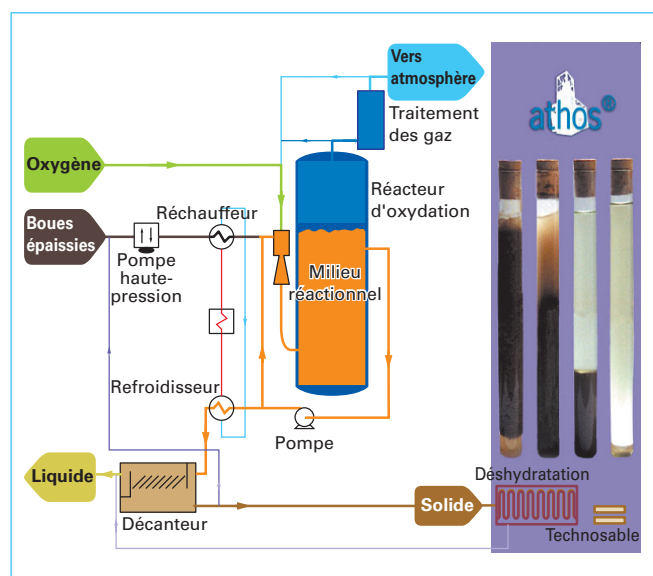 Vers
atmosphère
athos®
Traitement
des gaz
Oxygène
Réacteur
d'oxydation
Boues
épaissies
Réchauffeur
Pompe
haute-
pression
Milieu
réactionnel
Refroidisseur
Pompe
Liquide
Décanteur
Solide
Déshydratation
Technosable